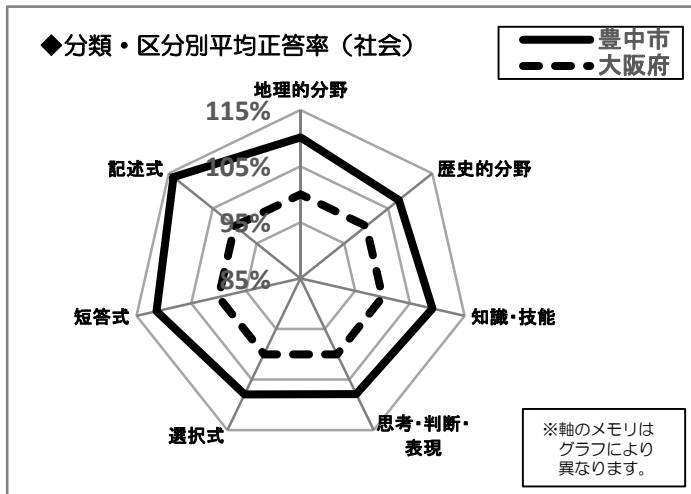 ◆分類・区分別平均正答率（社会）
豊中市
大阪府
地理的分野
115%
105%
95%
85%
記述式
歴史的分野
短答式
知識・技能
選択式
思考・判断・
表現
※軸のメモリは
グラフにより
異なります。